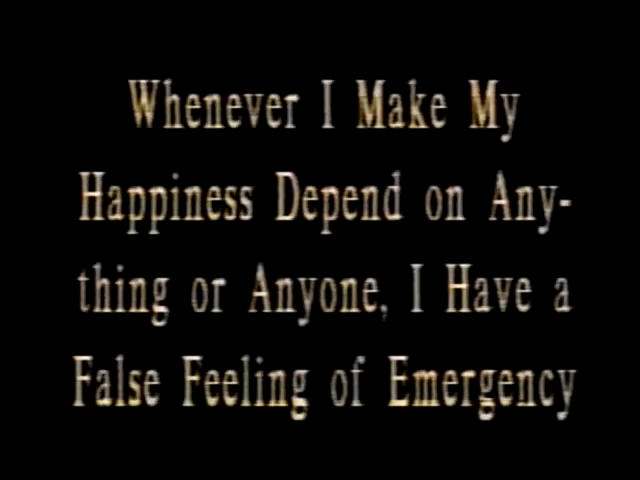 Whenever I Make My
Happiness Depend on Any-
thing or Anyone, I Have a
False Feeling of Emergency